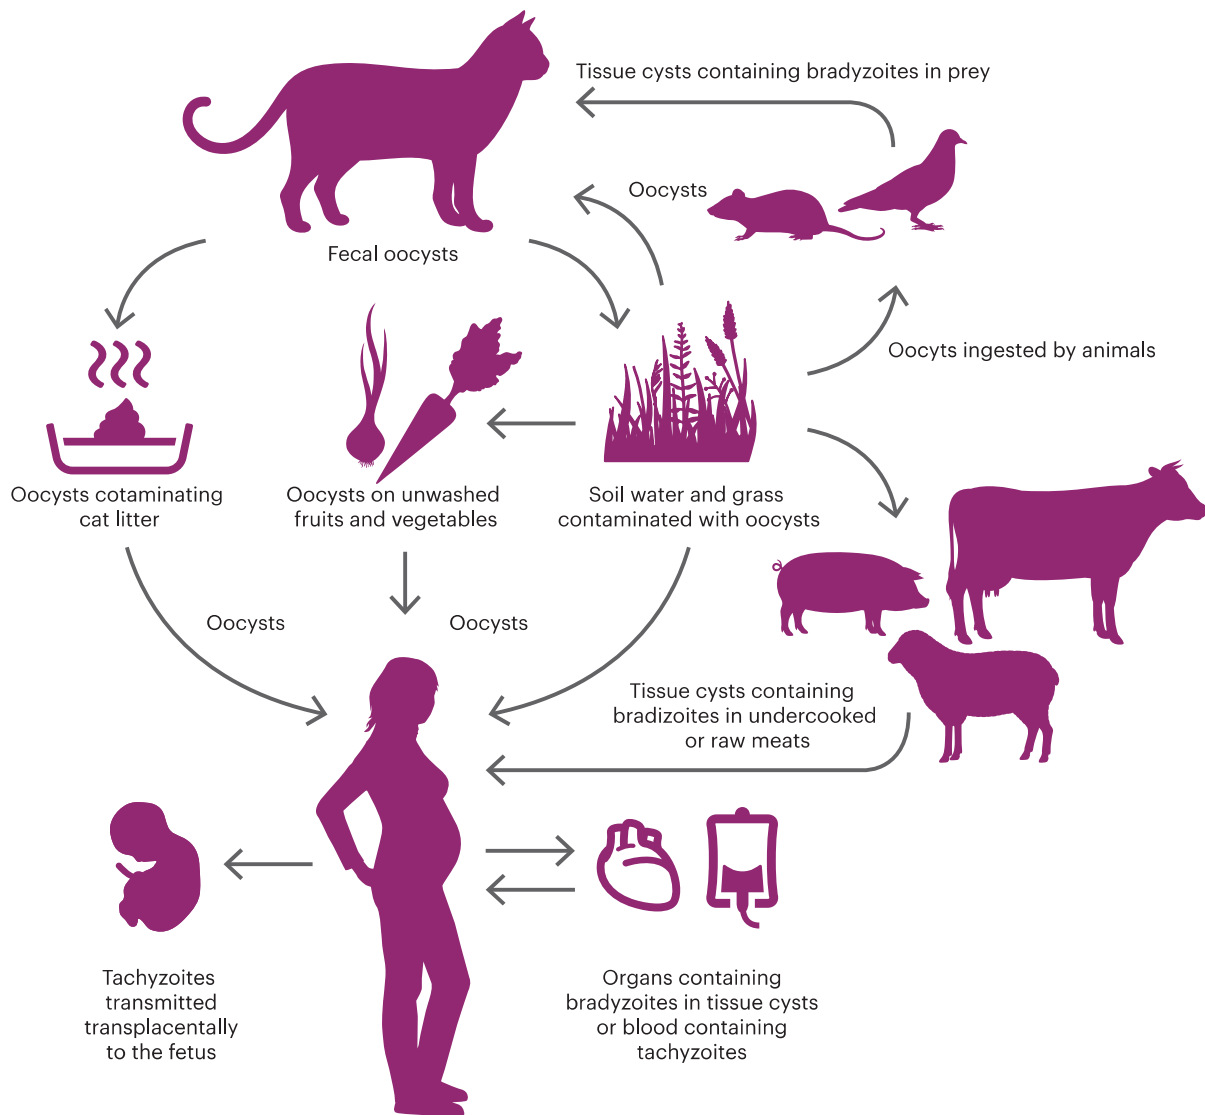 Tissue cysts containing bradyzoites in prey
Oocysts
Fecal oocysts
Oocyts ingested by animals
Oocysts cotaminating
cat litter
Oocysts on unwashed
fruits and vegetables
Soil water and grass
contaminated with oocysts
Oocysts
Oocysts
Tissue cysts containing
bradizoites in undercooked
or raw meats
Tachyzoites
transmitted
transplacentally
to the fetus
Organs containing
bradyzoites in tissue cysts
or blood containing
tachyzoites